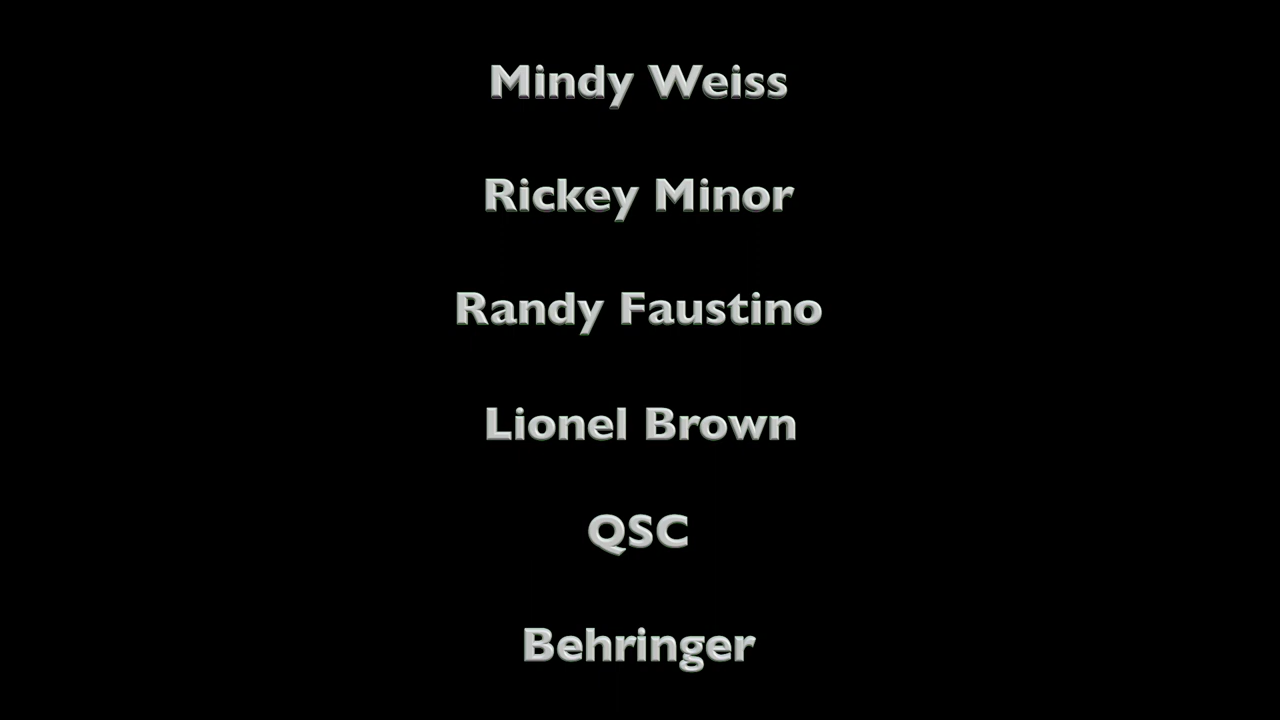 Mindy Weiss
Rickey Minor
Randy Faustino
Lionel Brown
QSC
Behringer